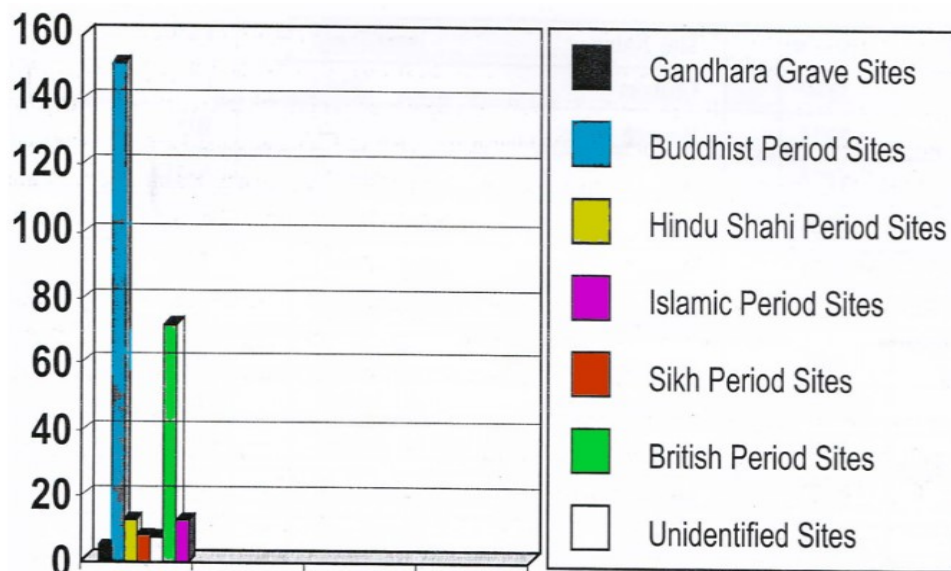 160
140
120
100
80
60
40
20
0
Gandhara Grave Sites
Buddhist Period Sites
Hindu Shahi Period Sites
Islamic Period Sites
Sikh Period Sites
British Period Sites
Unidentified Sites